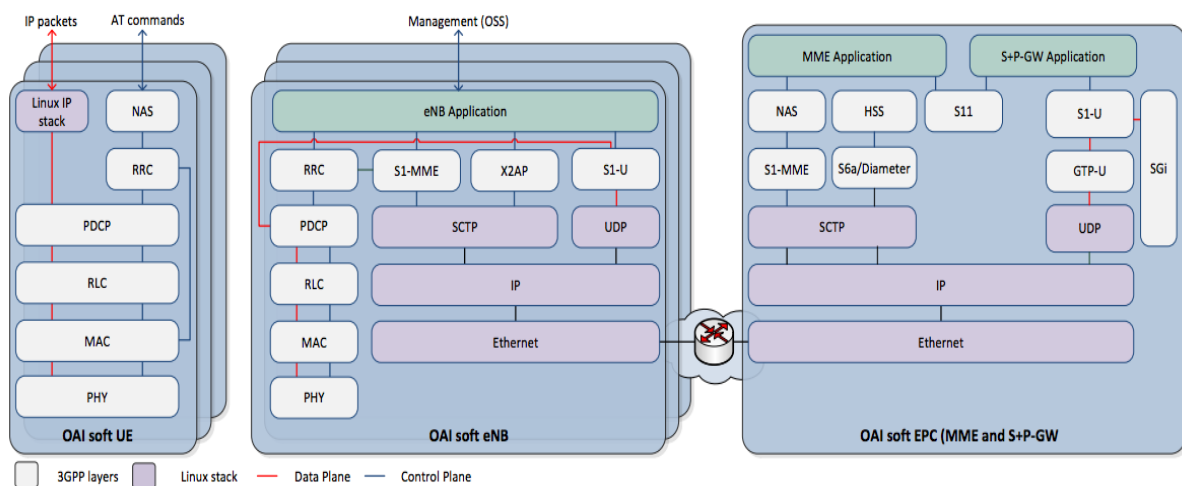 IP packets
AT commands
Linux IP
stack
NAS
RRC
PDCP
RLC
MAC
PHY
OAI soft UE
Management (OSS)
eNB Application
RRC
S1-MME
X2AP
S1-U
PDCP
SCTP
UDP
RLC
IP
MAC
Ethernet
PHY
OAI soft eNB
MME Application
S+P-GW Application
NAS
HSS
S11
S1-U
S1-MME
S6a/Diameter
GTP-U
SGi
SCTP
UDP
IP
Ethernet
OAI soft EPC (MME and S+P-GW
3GPP layers
Linux stack
Data Plane
Control Plane